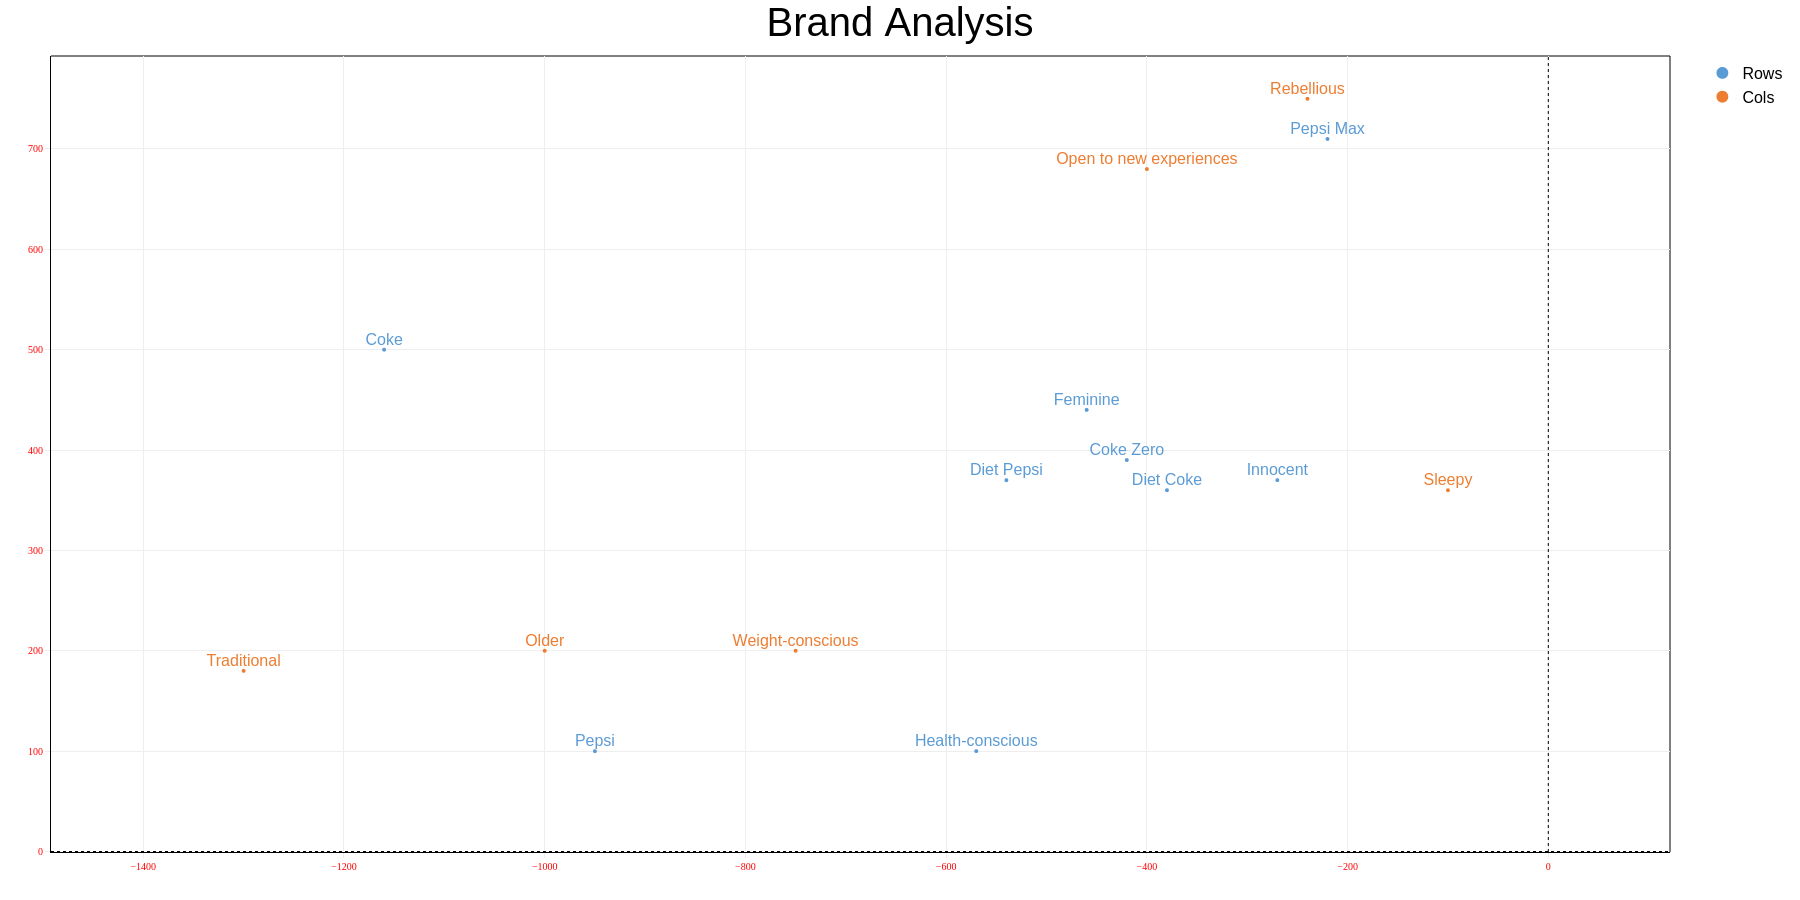 Brand Analysis
Rows
Cols
Rebellious
Pepsi Max
Open to new experiences
Coke
Feminine
Coke Zero
Diet Pepsi
Diet Coke
Innocent
Sleepy
Traditional
Older
Weight-conscious
Pepsi
Health-conscious
700
600
500
400
300
200
100
0
−1400
−1200
−1000
−800
−600
−400
−200
0